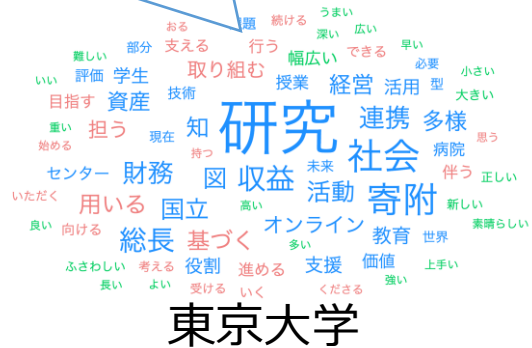 うまい
題 続ける
おる 深い 広い
部分 支える 行う 幅広い できる 早い
難しい 必要
いい 評価 学生 取り組む 授業 経営 活用 型 小さい
目指す 資産 技術 大きい
重い 担う 現在 知 研究 連携 多様 思う
始める 持つ 社会 病院
センター 財務 図 収益 未来 伴う 正しい
いただく 用いる 国立 高い 活動 寄附 新しい
良い 向ける 総長 基づく 多い オンライン 教育 世界 素晴らしい
ふさわしい 考える 役割 進める 支援 価値 上手い
長い よい 受ける いく くださる 強い
東京大学